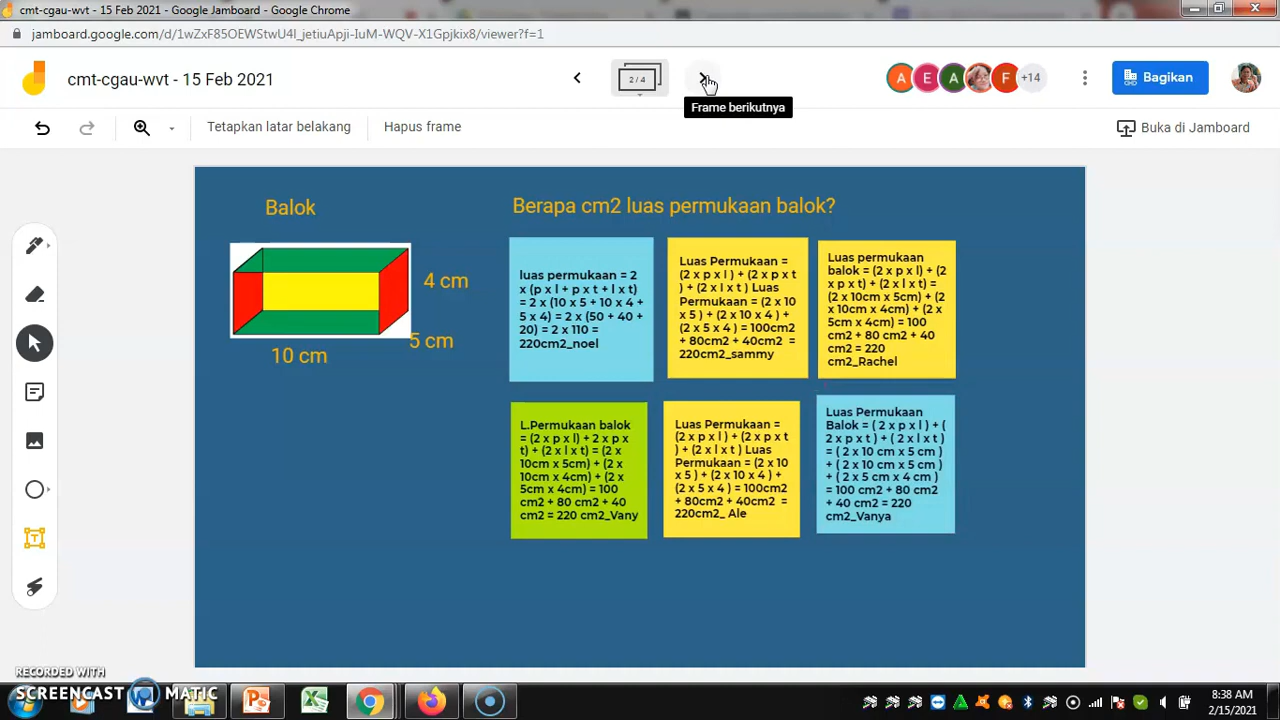 cmt-cgau-wvt - 15 Feb 2021 - Google Jamboard - Google Chrome
jamboard.google.com/d/1wZxF85OEWStwU4l_jetiuApji-IuM-WQV-X1Gpjkix8/viewer?f=1
cmt-cgau-wvt - 15 Feb 2021
2 / 4
A E A F +14
Bagikan
Frame berikutnya
Tetapkan latar belakang
Hapus frame
Buka di Jamboard
Balok
4 cm
5 cm
10 cm
Berapa cm2 luas permukaan balok?
luas permukaan = 2
x (p x l + p x t + l x t)
= 2 x (10 x 5 + 10 x 4 +
5 x 4) = 2 x (50 + 40 +
20) = 2 x 110 =
220cm2_noel
Luas Permukaan =
(2 x p x l ) + (2 x p x t
) + (2 x l x t ) Luas
Permukaan = (2 x 10
x 5 ) + (2 x 10 x 4 ) +
(2 x 5 x 4 ) = 100cm2
+ 80cm2 + 40cm2 =
220cm2_sammy
Luas permukaan
balok = (2 x p x l) + (2
x p x t) + (2 x l x t) =
(2 x 10cm x 5cm) + (2
x 10cm x 4cm) + (2 x
5cm x 4cm) = 100
cm2 + 80 cm2 + 40
cm2 = 220
cm2_Rachel
L.Permukaan balok
= (2 x p x l) + 2 x p x
t) + (2 x l x t) = (2 x
10cm x 5cm) + (2 x
10cm x 4cm) + (2 x
5cm x 4cm) = 100
cm2 + 80 cm2 + 40
cm2 = 220 cm2_Vany
Luas Permukaan =
(2 x p x l ) + (2 x p x t
) + (2 x l x t ) Luas
Permukaan = (2 x 10
x 5 ) + (2 x 10 x 4 ) +
(2 x 5 x 4 ) = 100cm2
+ 80cm2 + 40cm2 =
220cm2_ Ale
Luas Permukaan
Balok = ( 2 x p x l ) + (
2 x p x t ) + ( 2 x l x t )
= ( 2 x 10 cm x 5 cm )
+ ( 2 x 10 cm x 5 cm )
+ ( 2 x 5 cm x 4 cm )
= 100 cm2 + 80 cm2
+ 40 cm2 = 220
cm2_Vanya
RECORDED WITH
SCREENCAST MATIC
8:38 AM
2/15/2021